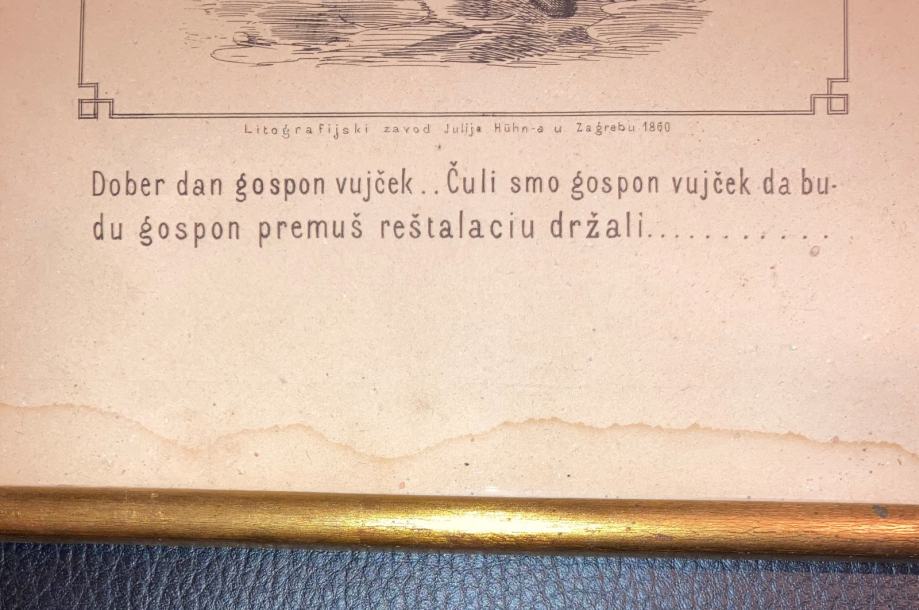 Litografijski zavod Julija Hühn-a u Zagrebu 1860
Dober dan gospon vujček..Čuli smo gospon vujček da bu-
du gospon premuš reštalaciu držali............